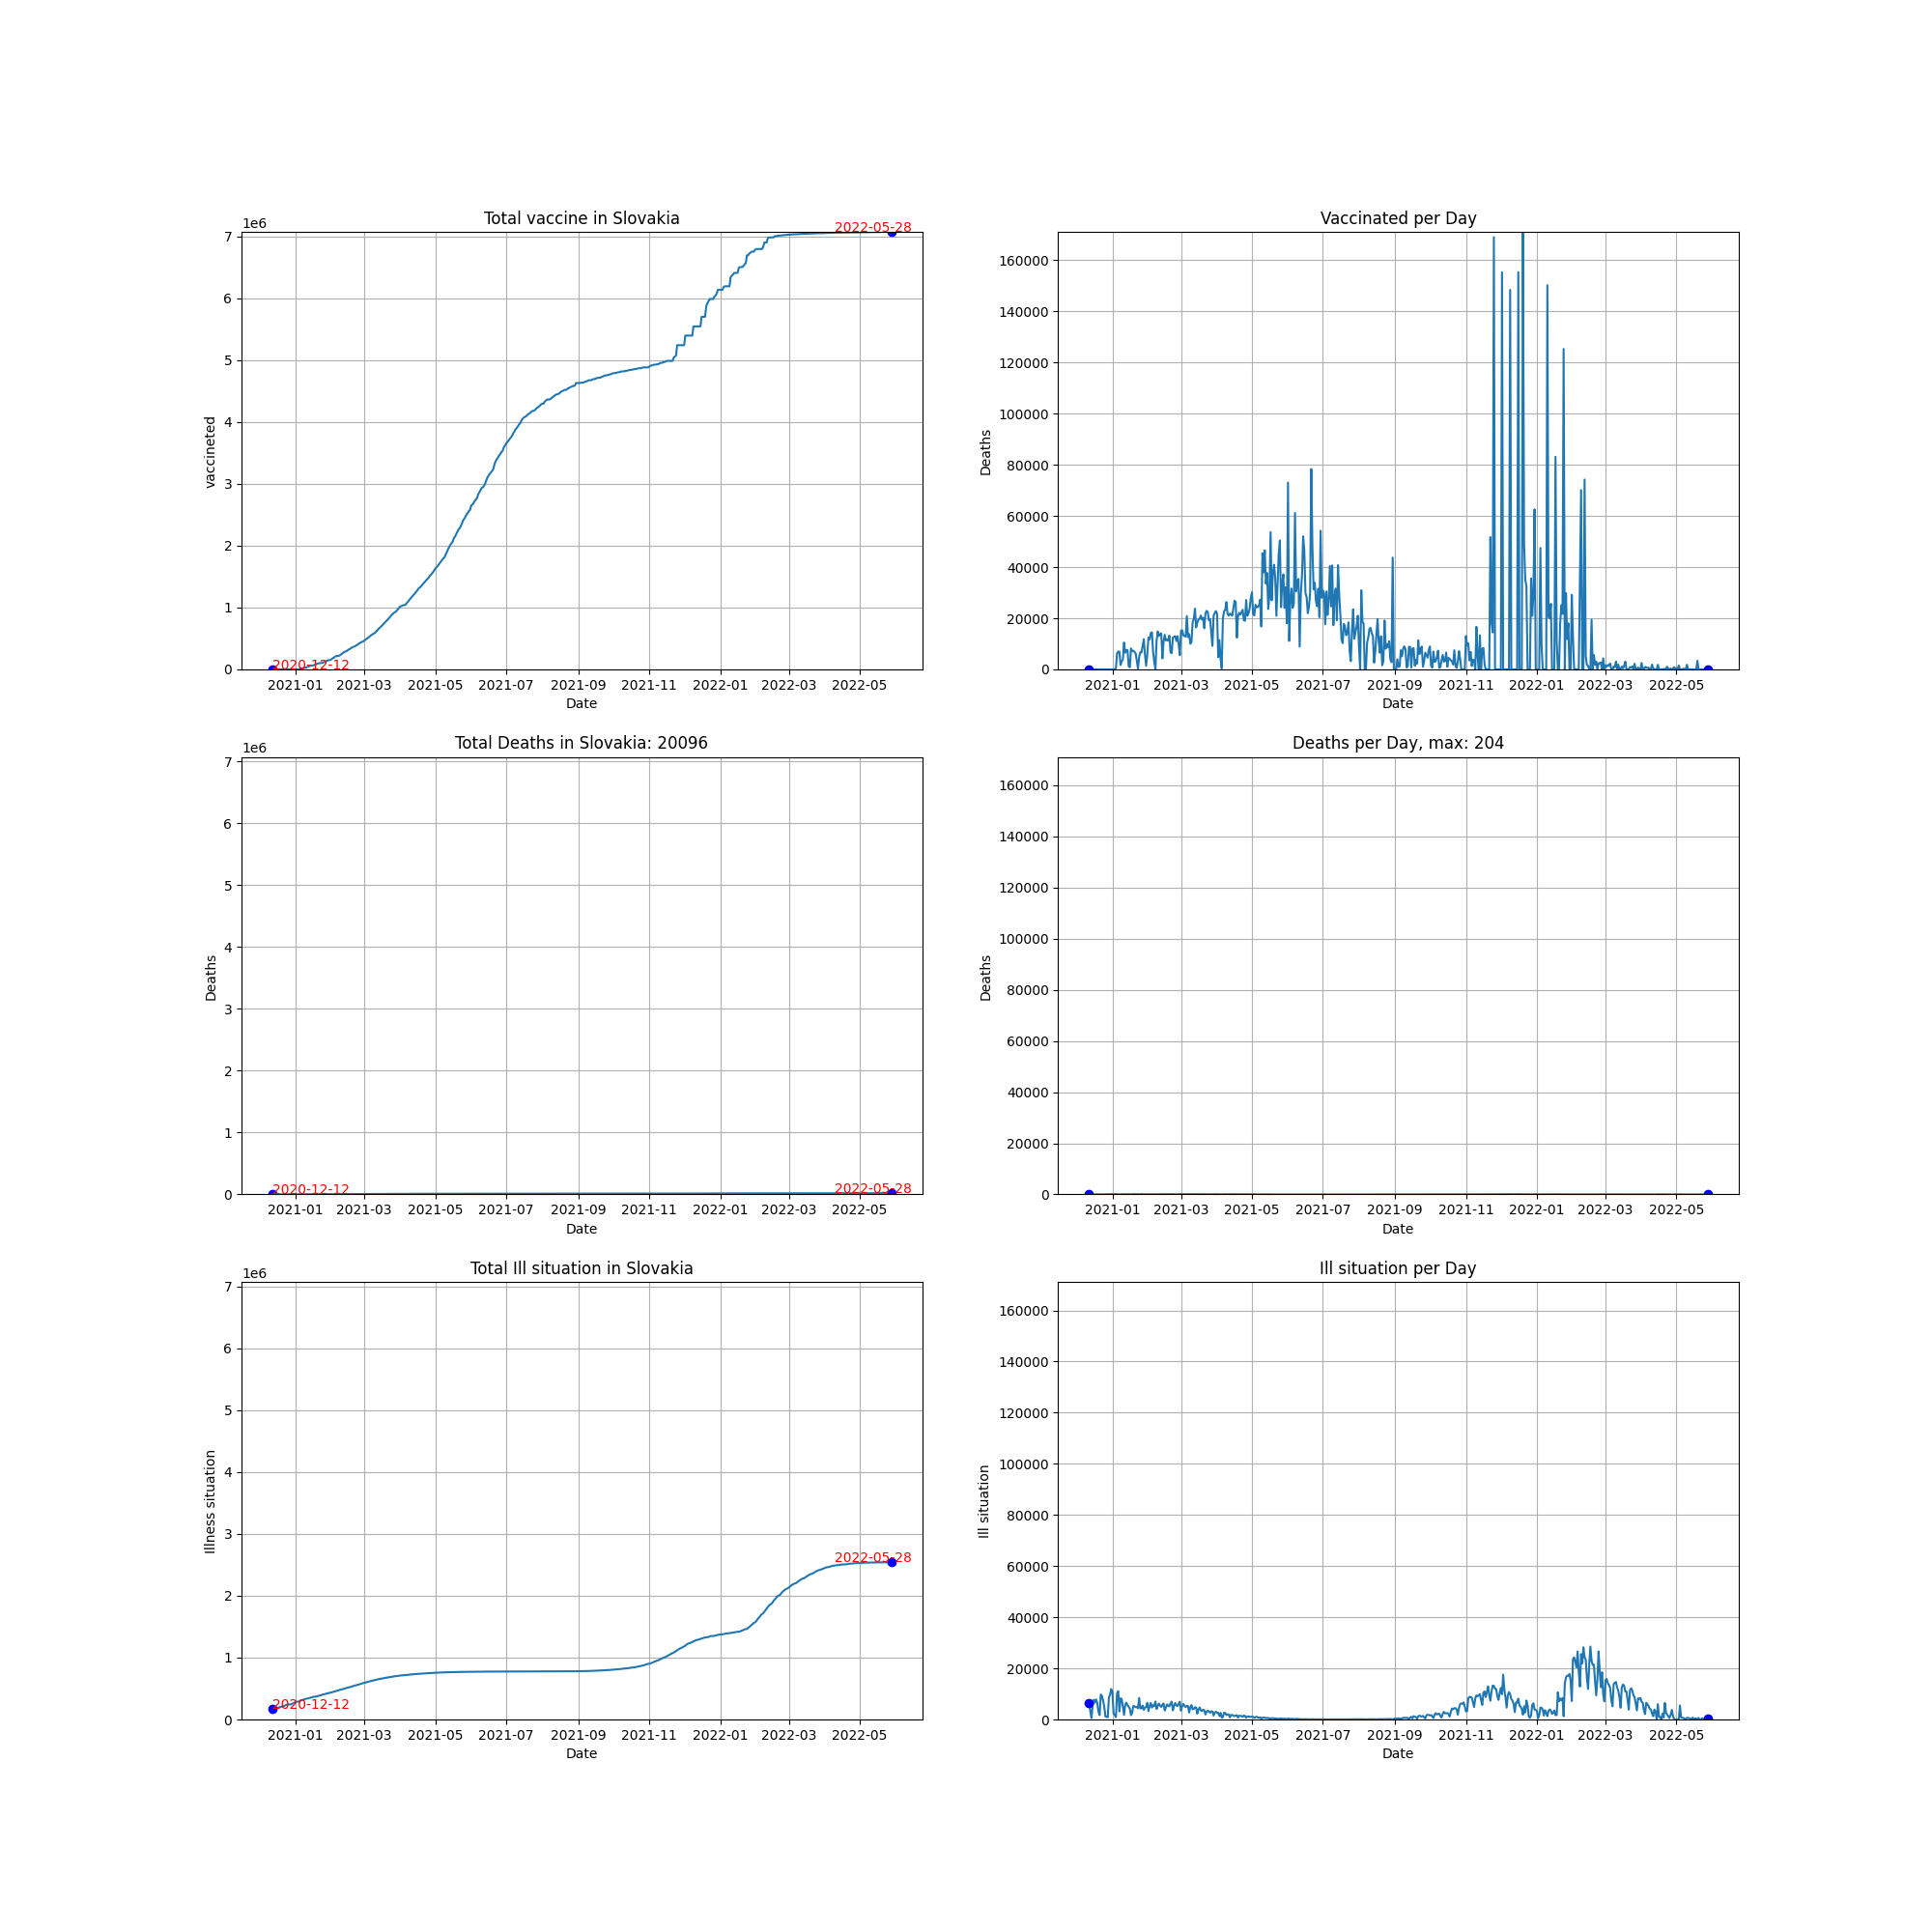 Total vaccine in Slovakia
1e6
7
6
5
4
3
2
1
0
vaccineted
2020-12-12
2022-05-28
2021-01 2021-03 2021-05 2021-07 2021-09 2021-11 2022-01 2022-03 2022-05
Date
Vaccinated per Day
160000
140000
120000
100000
80000
60000
40000
20000
0
Deaths
2021-01 2021-03 2021-05 2021-07 2021-09 2021-11 2022-01 2022-03 2022-05
Date
Total Deaths in Slovakia: 20096
1e6
7
6
5
4
3
2
1
0
Deaths
2020-12-12
2022-05-28
2021-01 2021-03 2021-05 2021-07 2021-09 2021-11 2022-01 2022-03 2022-05
Date
Deaths per Day, max: 204
160000
140000
120000
100000
80000
60000
40000
20000
0
Deaths
2021-01 2021-03 2021-05 2021-07 2021-09 2021-11 2022-01 2022-03 2022-05
Date
Total Ill situation in Slovakia
1e6
7
6
5
4
3
2
1
0
Illness situation
2020-12-12
2022-05-28
2021-01 2021-03 2021-05 2021-07 2021-09 2021-11 2022-01 2022-03 2022-05
Date
Ill situation per Day
160000
140000
120000
100000
80000
60000
40000
20000
0
Ill situation
2021-01 2021-03 2021-05 2021-07 2021-09 2021-11 2022-01 2022-03 2022-05
Date